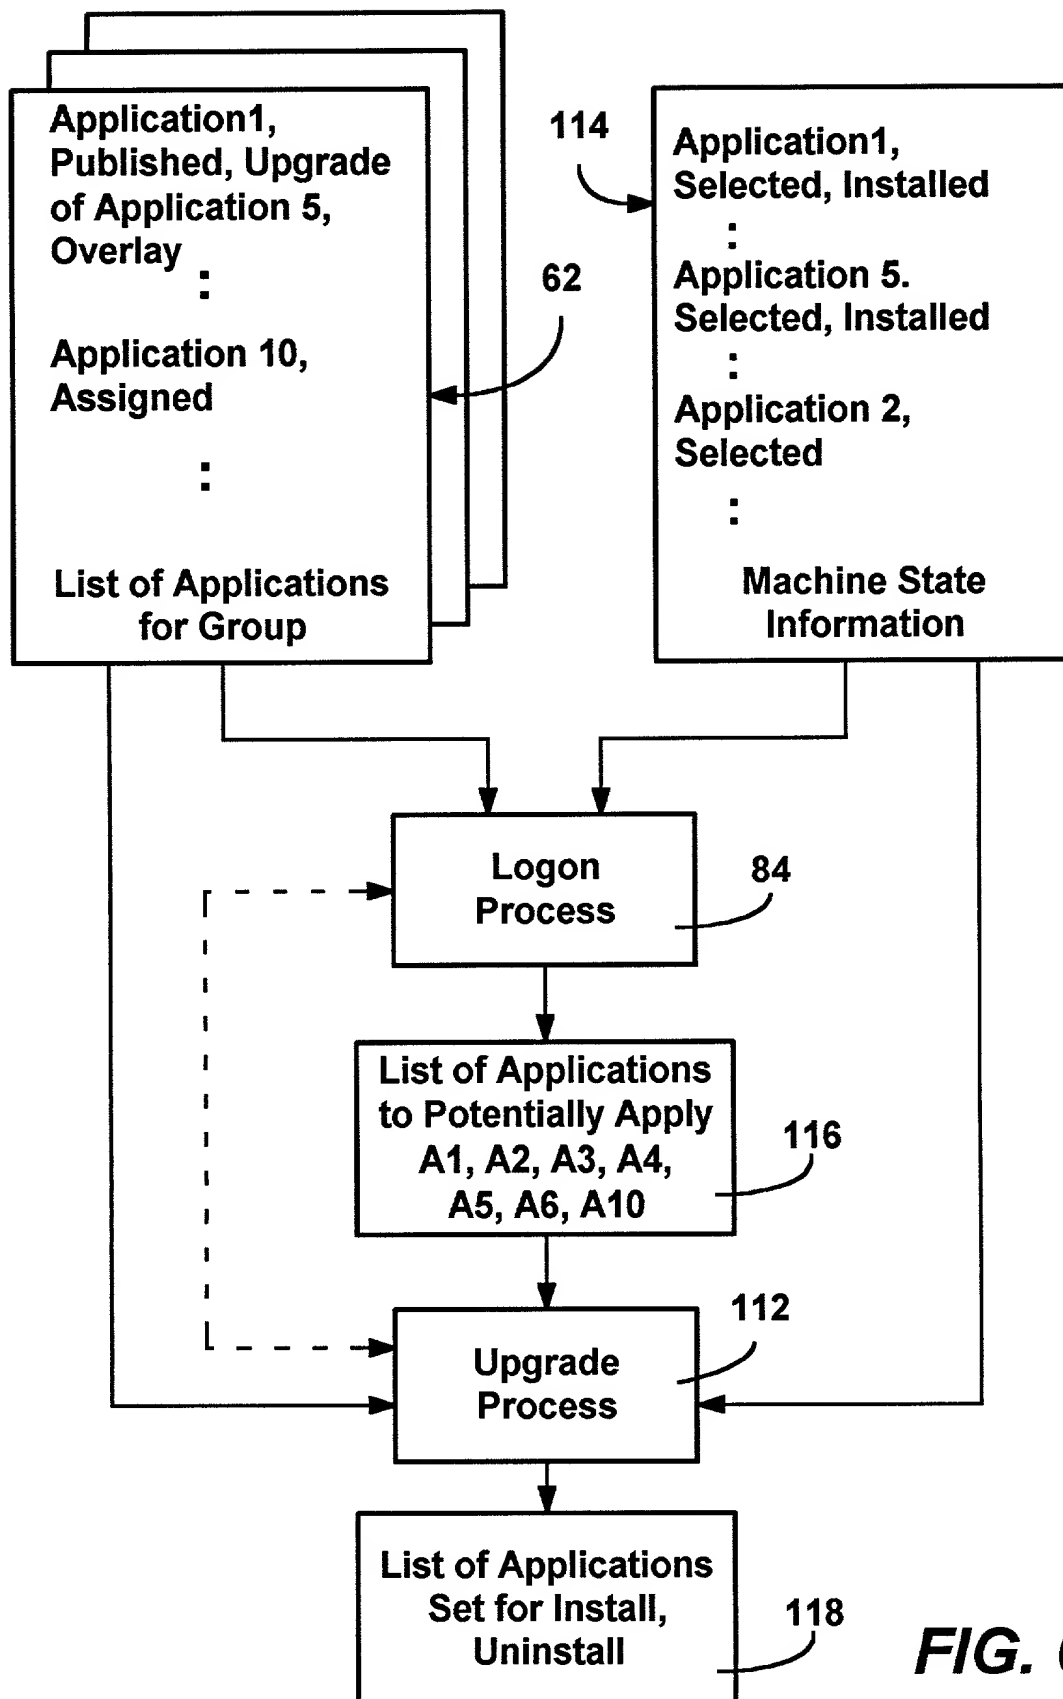 Application1,
Published, Upgrade
of Application 5,
Overlay
:
Application 10,
Assigned
:
List of Applications
for Group
62
114
Application1,
Selected, Installed
:
Application 5.
Selected, Installed
:
Application 2,
Selected
:
Machine State
Information
Logon
Process
84
List of Applications
to Potentially Apply
A1, A2, A3, A4,
A5, A6, A10
116
Upgrade
Process
112
List of Applications
Set for Install,
Uninstall
118
FIG.